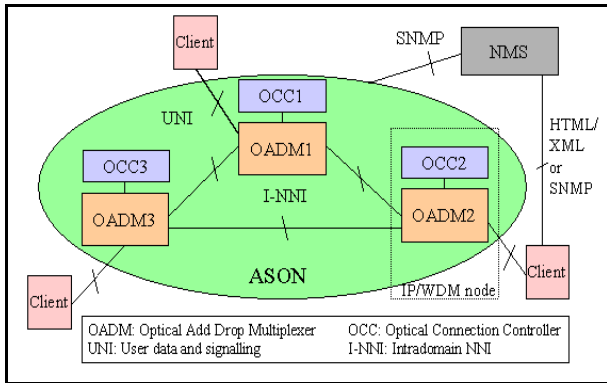 Client
SNMP
NMS
OCC1
UNI
OADM1
HTML/
XML
or
SNMP
OCC3
OCC2
I-NNI
OADM3
OADM2
ASON
Client
IP/WDM node
Client
OADM: Optical Add Drop Multiplexer
OCC: Optical Connection Controller
UNI: User data and signalling
I-NNI: Intradomain NNI